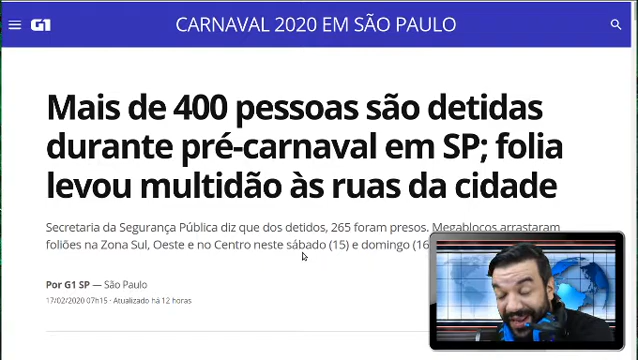 G1
CARNAVAL 2020 EM SÃO PAULO
Mais de 400 pessoas são detidas
durante pré-carnaval em SP; folia
levou multidão às ruas da cidade
Secretaria da Segurança Pública diz que dos detidos, 265 foram presos. Megablocos arrastaram
foliões na Zona Sul, Oeste e no Centro neste sábado (15) e domingo (16
Por G1 SP — São Paulo
17/02/2020 07h15 · Atualizado há 12 horas